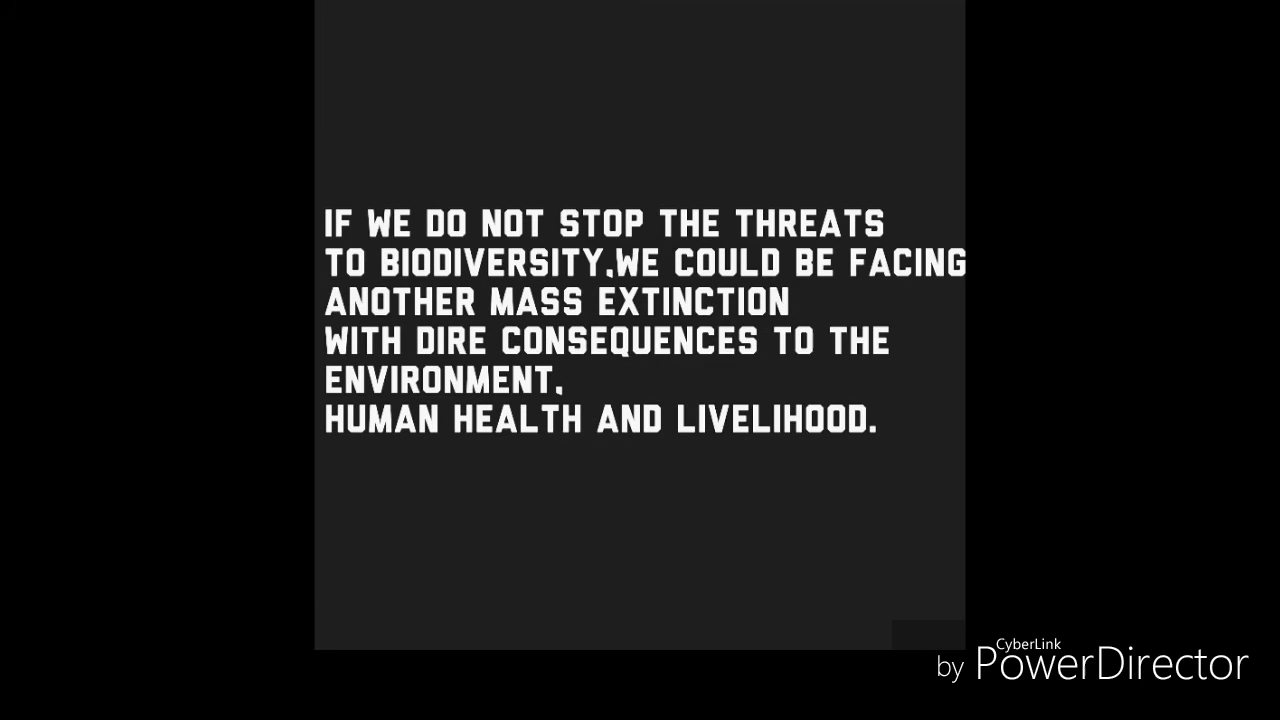 IF WE DO NOT STOP THE THREATS
TO BIODIVERSITY,WE COULD BE FACING
ANOTHER MASS EXTINCTION
WITH DIRE CONSEQUENCES TO THE
ENVIRONMENT,
HUMAN HEALTH AND LIVELIHOOD.
CyberLink
by PowerDirector